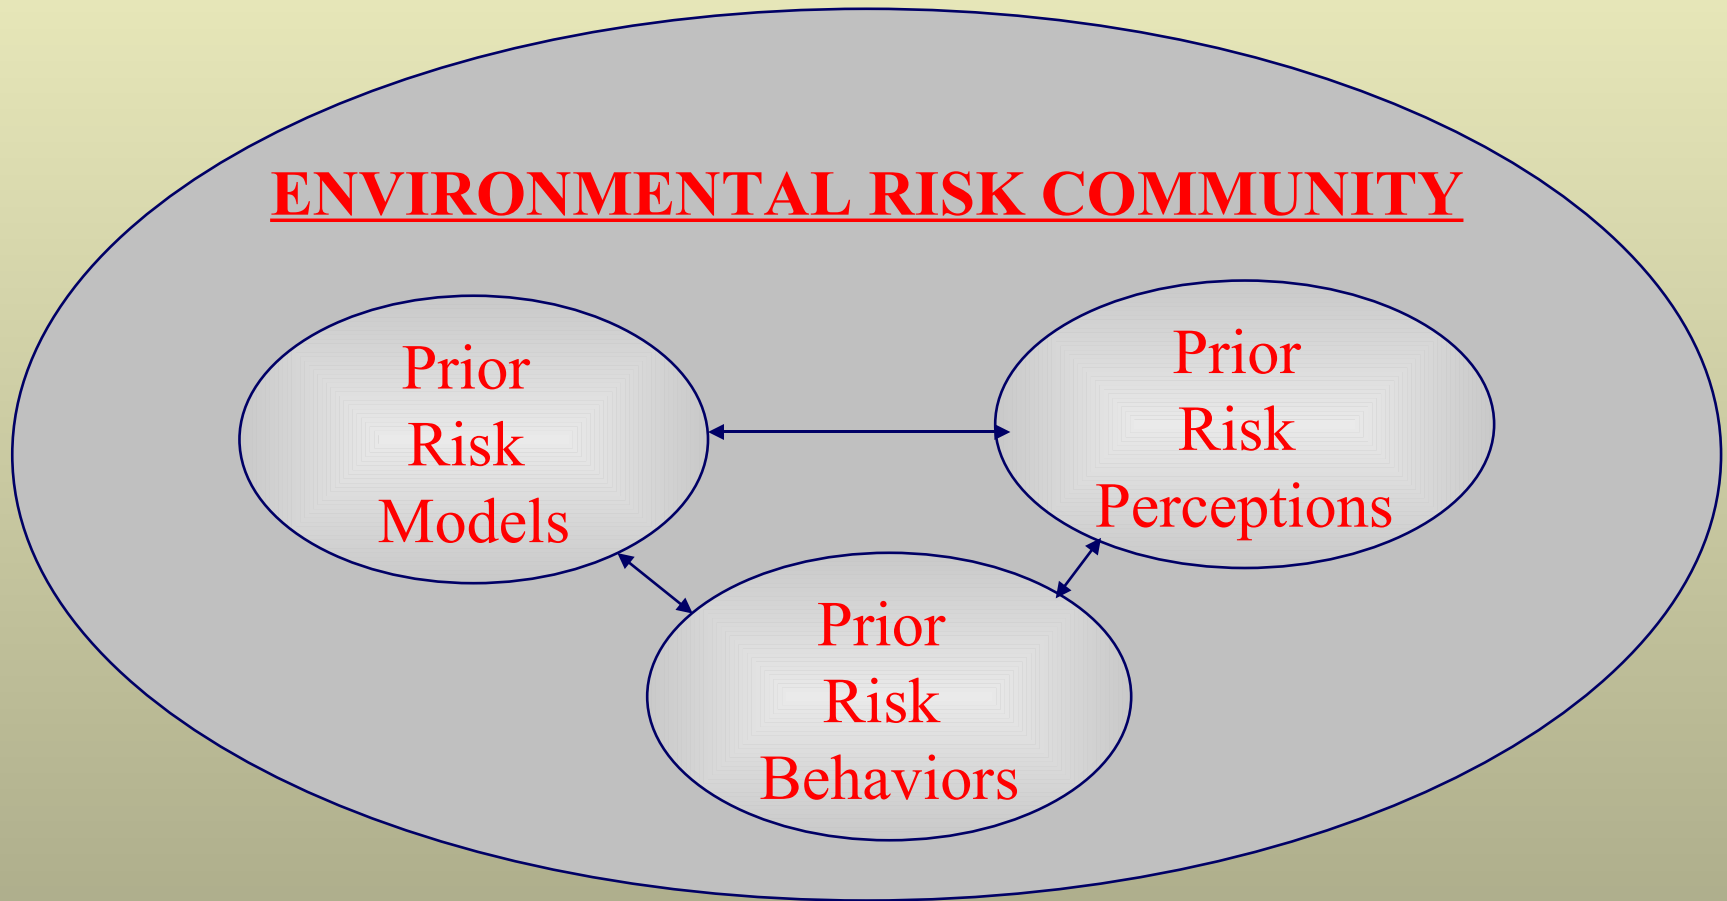 ENVIRONMENTAL RISK COMMUNITY
Prior
Risk
Models
Prior
Risk
Perceptions
Prior
Risk
Behaviors